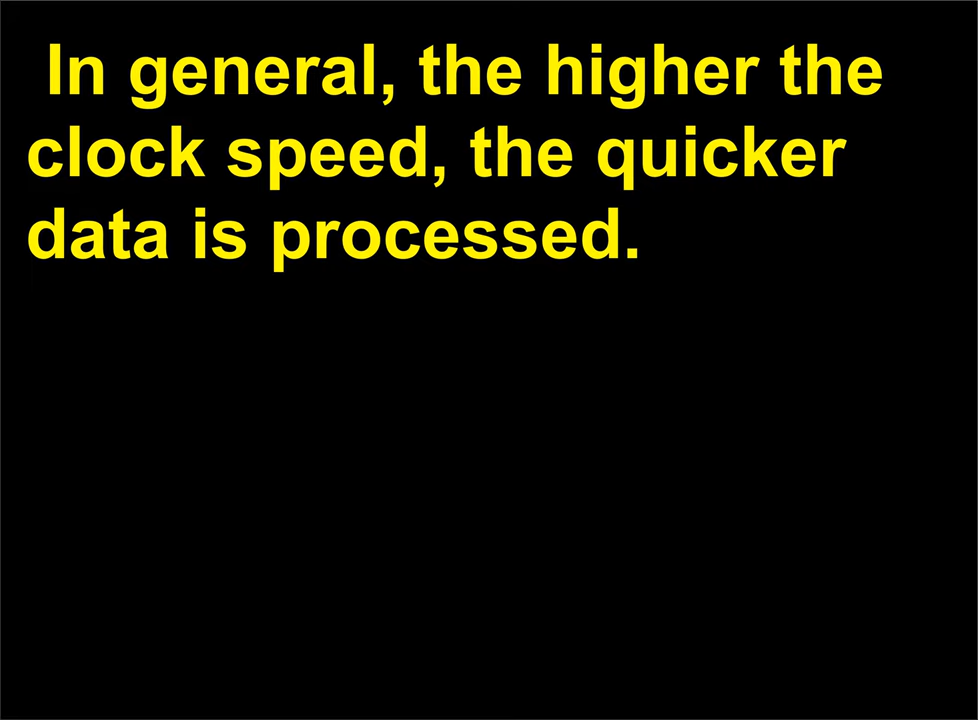 In general, the higher the
clock speed, the quicker
data is processed.